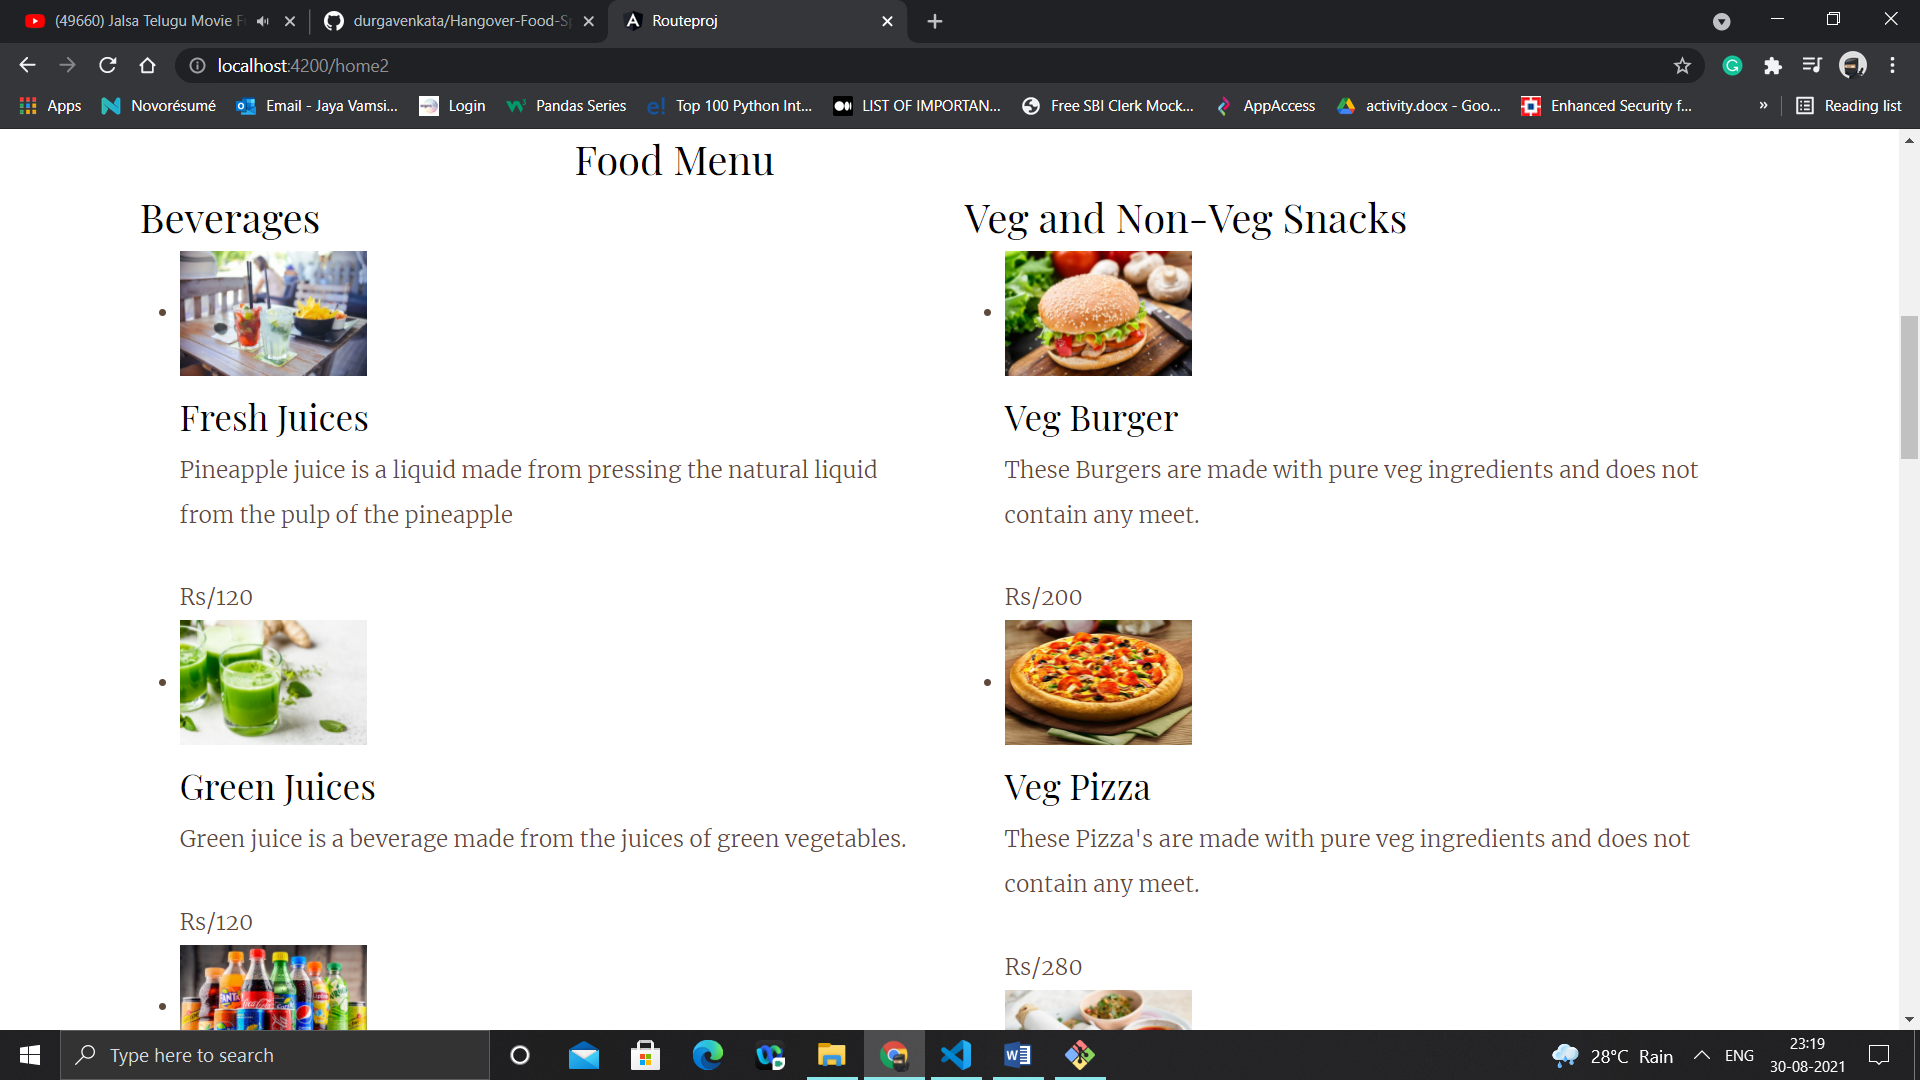 (49660) Jalsa Telugu Movie F
durgavenkata/Hangover-Food-Sp
Routeproj
localhost:4200/home2
Apps
Novorésumé
Email - Jaya Vamsi...
Login
Pandas Series
Top 100 Python Int...
LIST OF IMPORTAN...
Free SBI Clerk Mock...
AppAccess
activity.docx - Goo...
Enhanced Security f...
»
Reading list
Food Menu
Beverages
Fresh Juices
Pineapple juice is a liquid made from pressing the natural liquid
from the pulp of the pineapple
Rs/120
Green Juices
Green juice is a beverage made from the juices of green vegetables.
Rs/120
Veg and Non-Veg Snacks
Veg Burger
These Burgers are made with pure veg ingredients and does not
contain any meet.
Rs/200
Veg Pizza
These Pizza's are made with pure veg ingredients and does not
contain any meet.
Rs/280
Type here to search
28°C Rain
ENG
23:19
30-08-2021